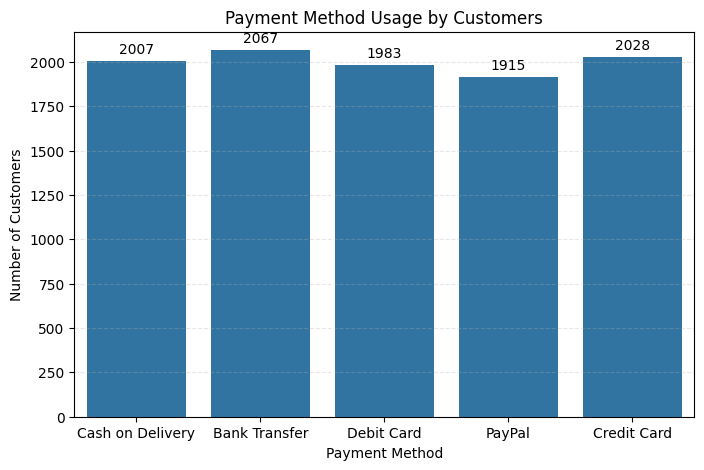 Payment Method Usage by Customers
2007
2067
1983
1915
2028
2000
1750
1500
1250
1000
750
500
250
0
Number of Customers
Cash on Delivery
Bank Transfer
Debit Card
PayPal
Credit Card
Payment Method